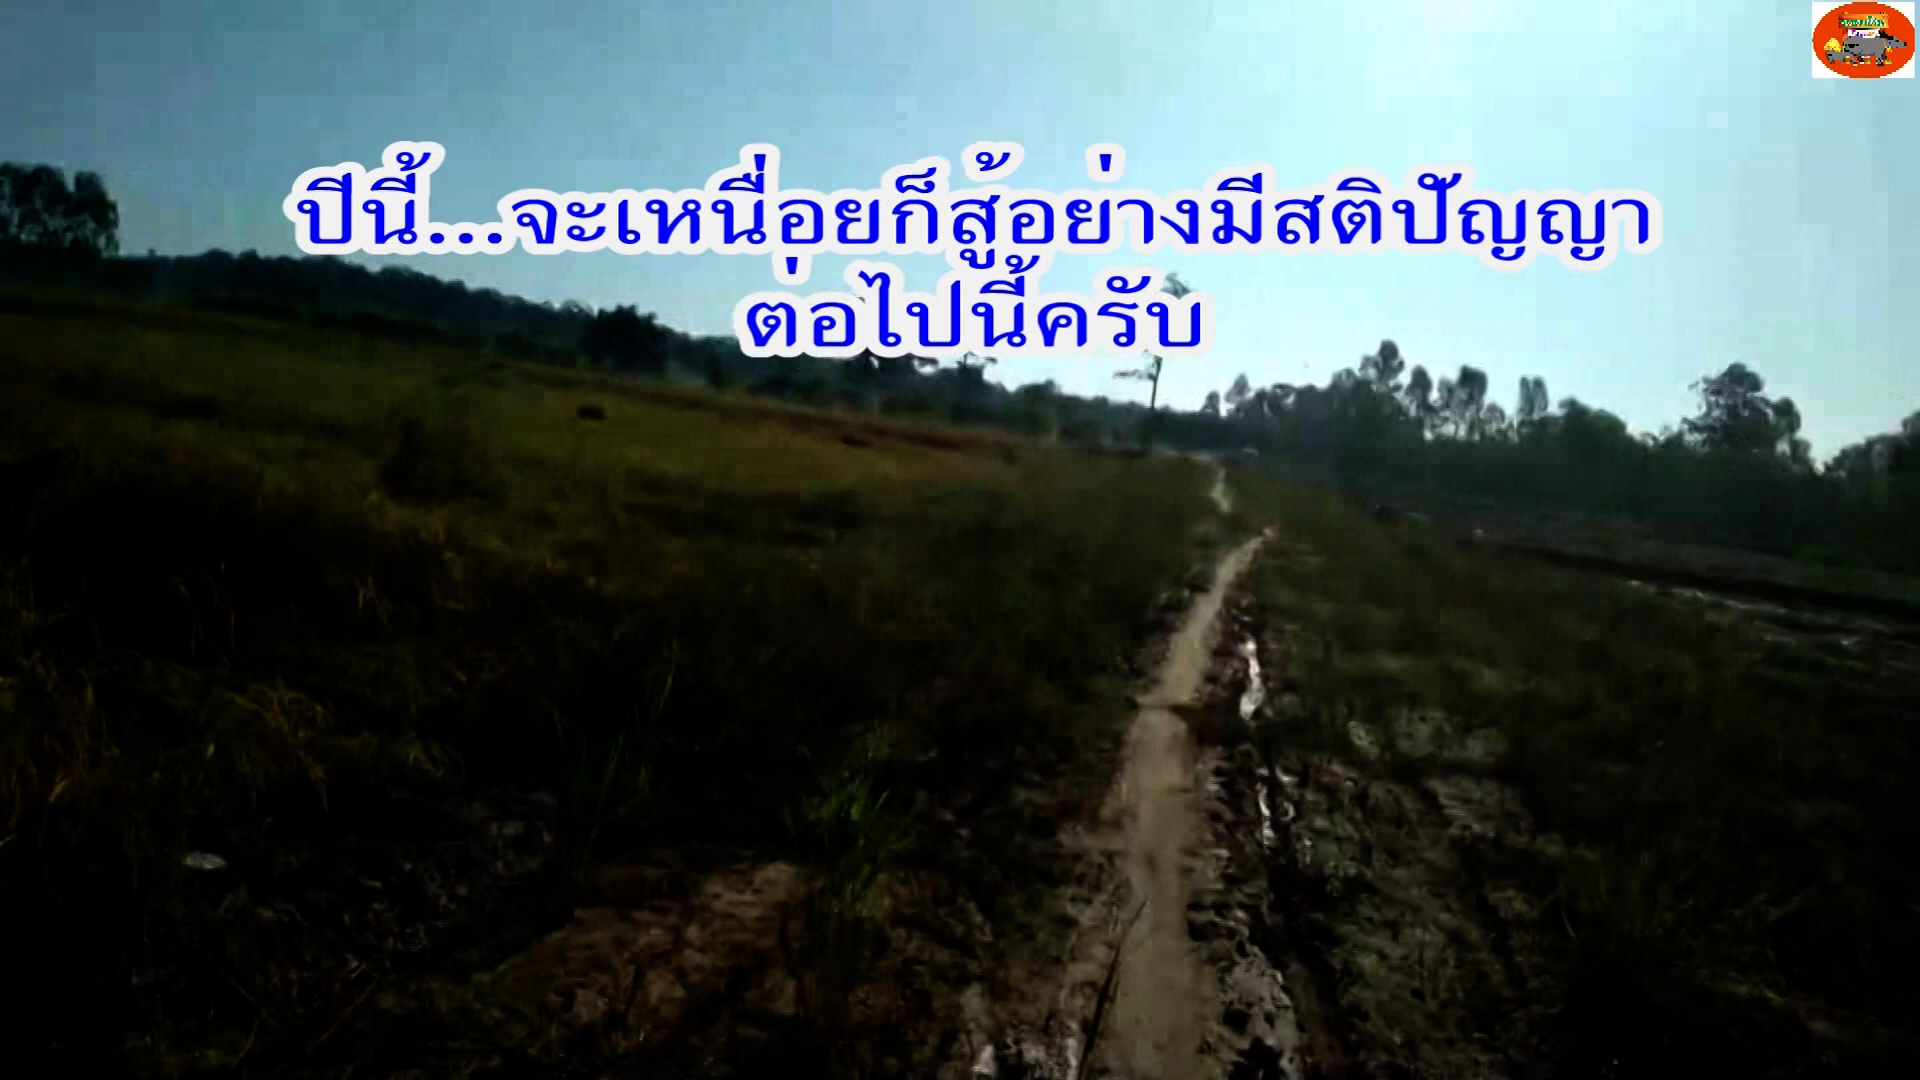 ปีนี้...จะเหนื่อยก็สู้อย่างมีสติปัญญา
ต่อไปนี้ครับ